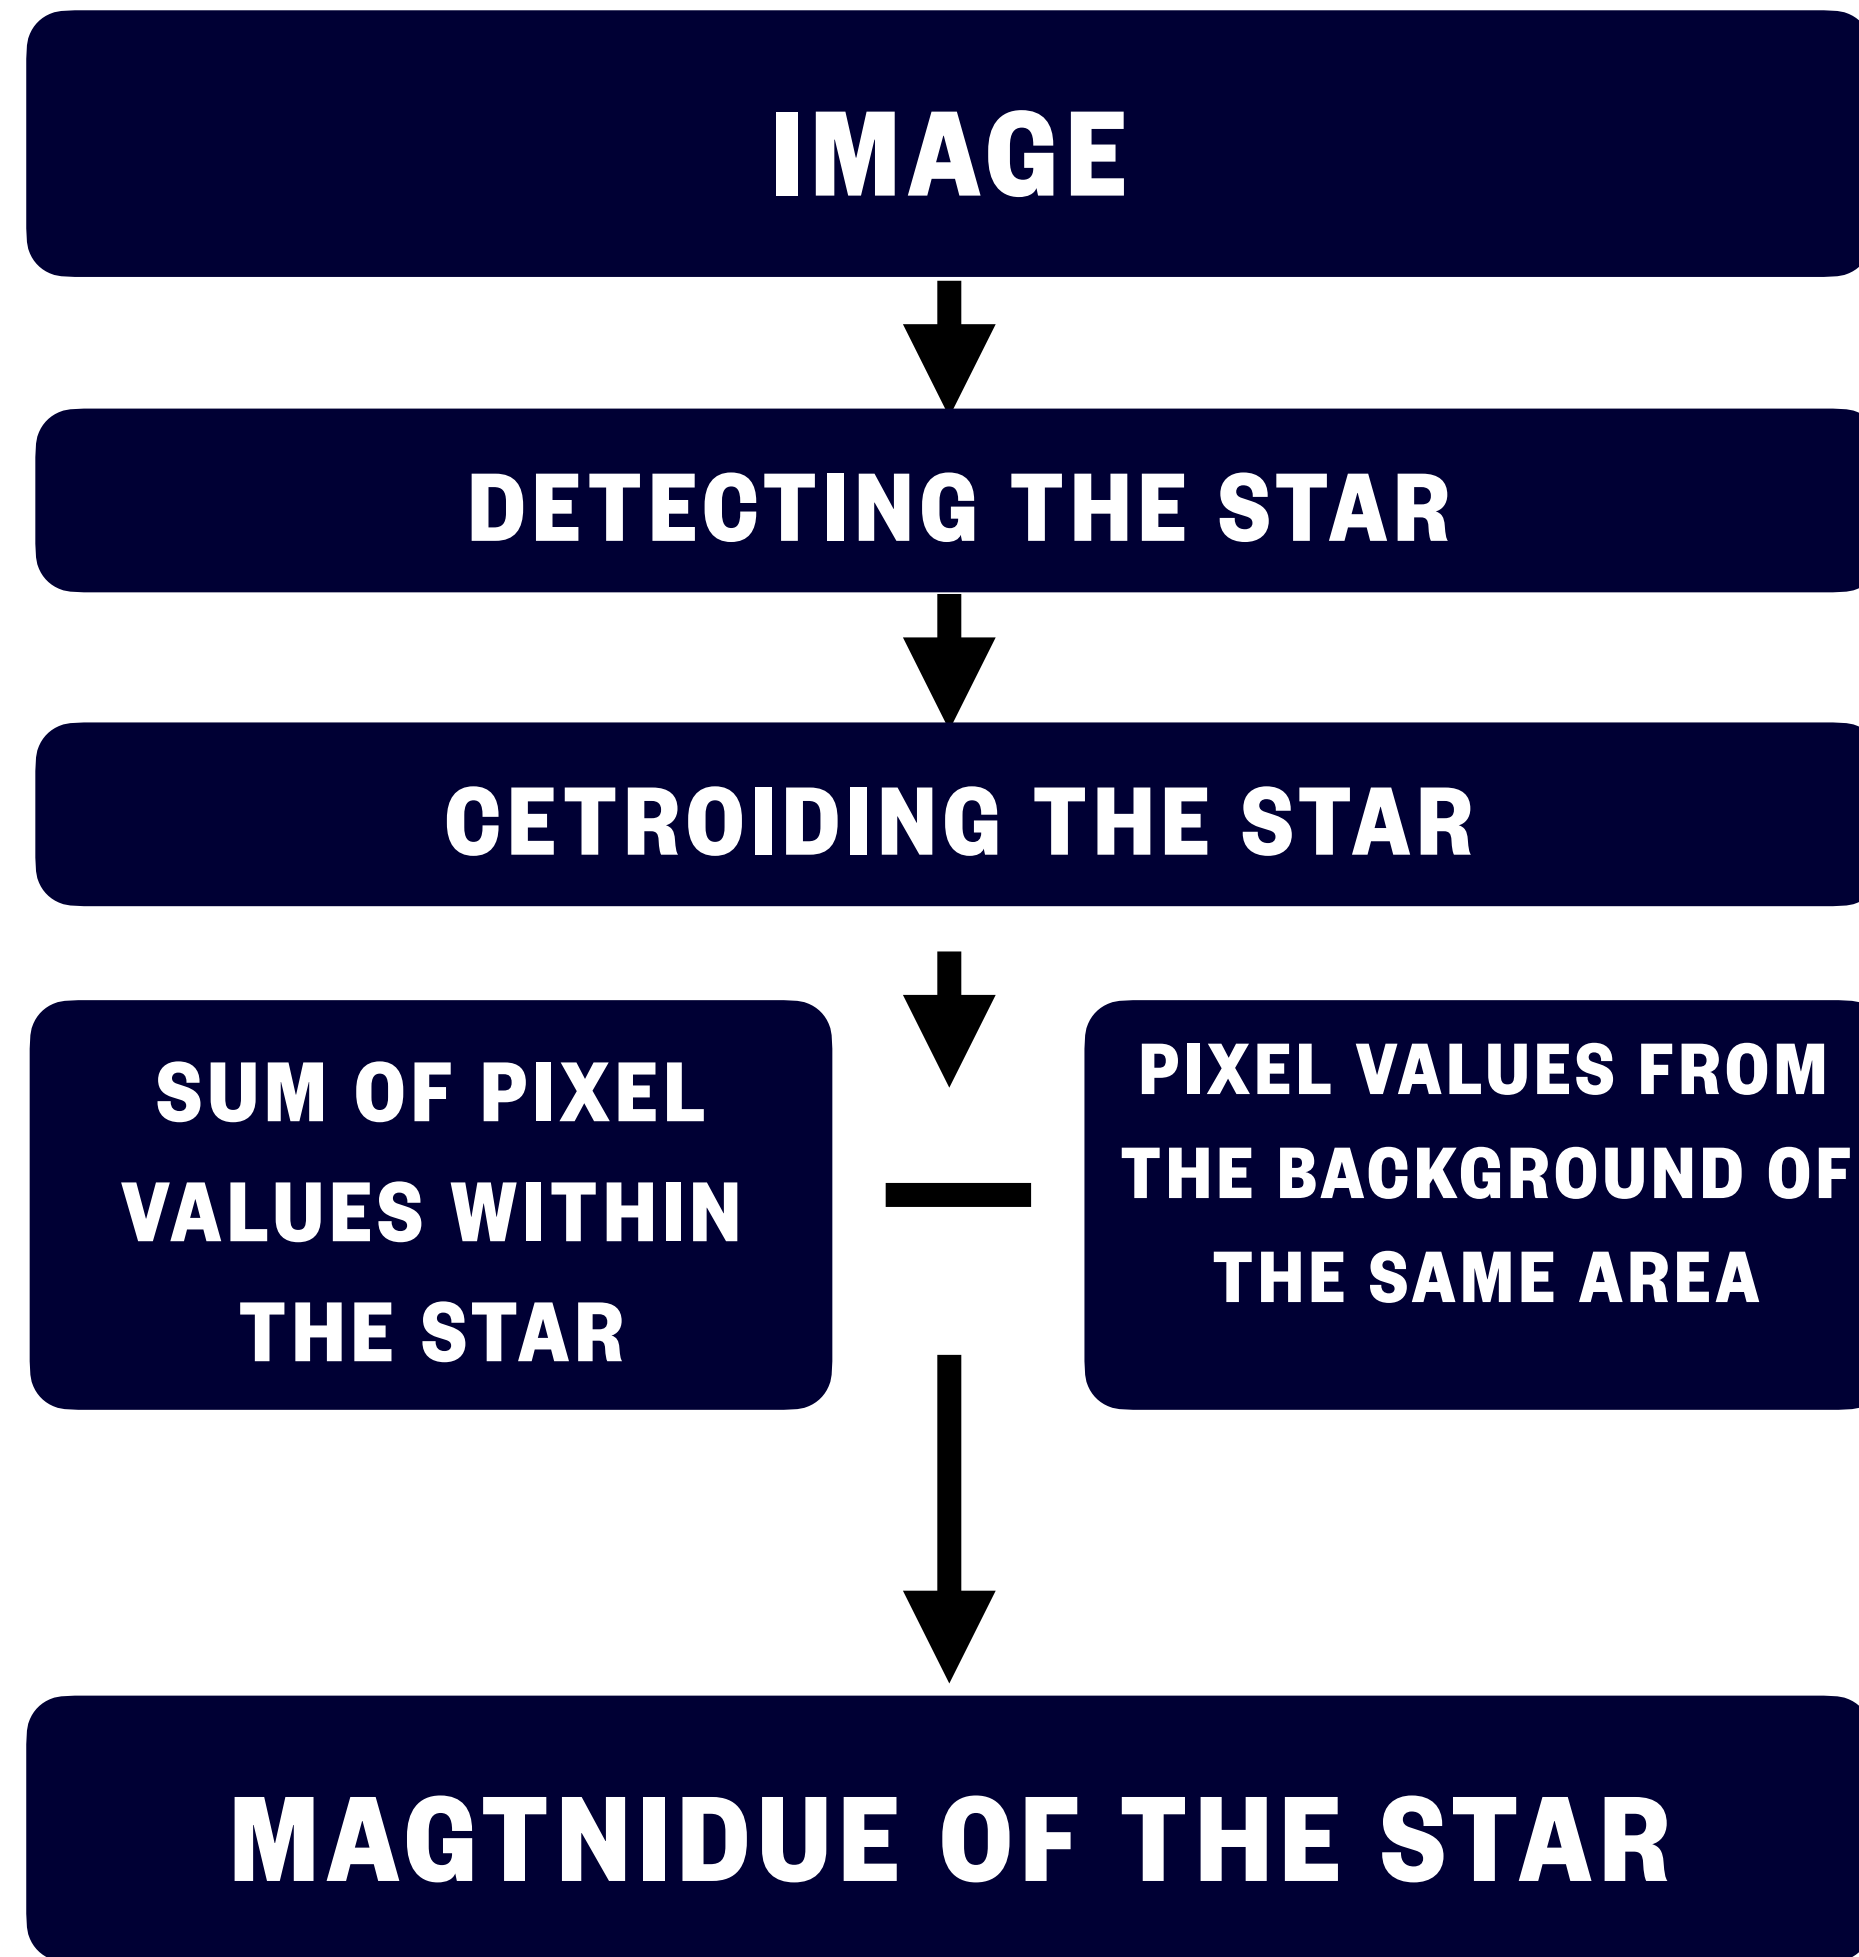 IMAGE
DETECTING THE STAR
CETROIDING THE STAR
SUM OF PIXEL
VALUES WITHIN
THE STAR
PIXEL VALUES FROM
THE BACKGROUND OF
THE SAME AREA
MAGTNIDUE OF THE STAR